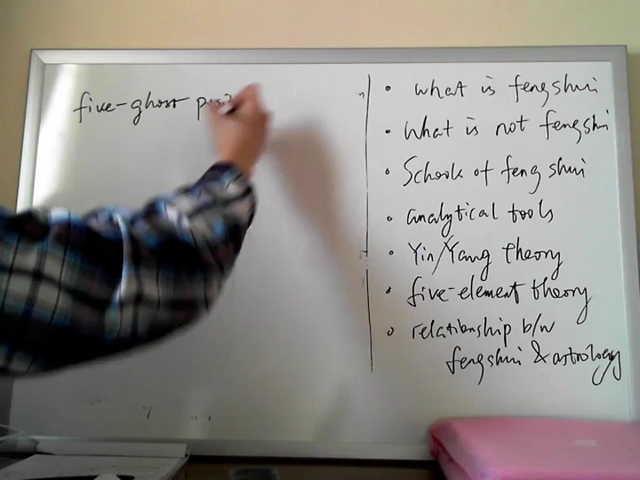 five-ghost
• what is fengshui
• What is not fengshui
• Schools of feng shui
• analytical tools
• Yin/Yang theory
• five-element theory
• relationship b/w
fengshui & astrology